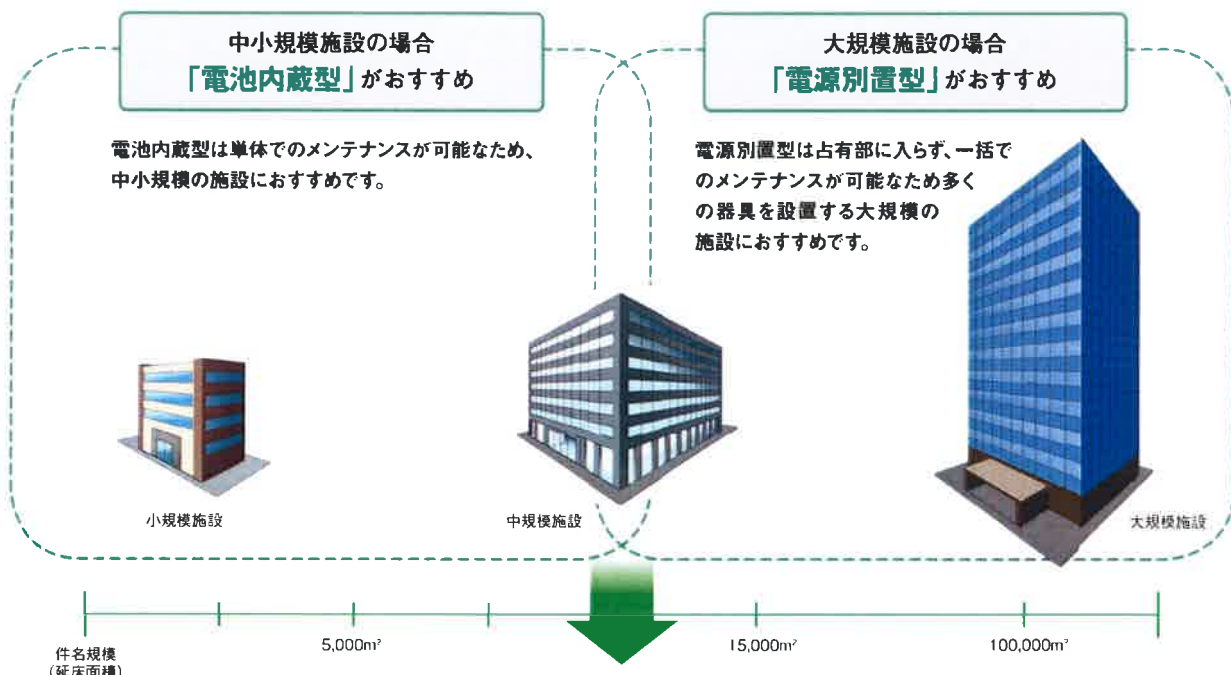 中小規模施設の場合
「電池内蔵型」がおすすめ
電池内蔵型は単体でのメンテナンスが可能なため、
中小規模の施設におすすめです。
大規模施設の場合
「電源別置型」がおすすめ
電源別置型は占有部に入らず、一括で
のメンテナンスが可能なため多く
の器具を設置する大規模の
施設におすすめです。
小規模施設
中規模施設
大規模施設
5,000m²
15,000m²
100,000m²
件名規模
(延床面積)